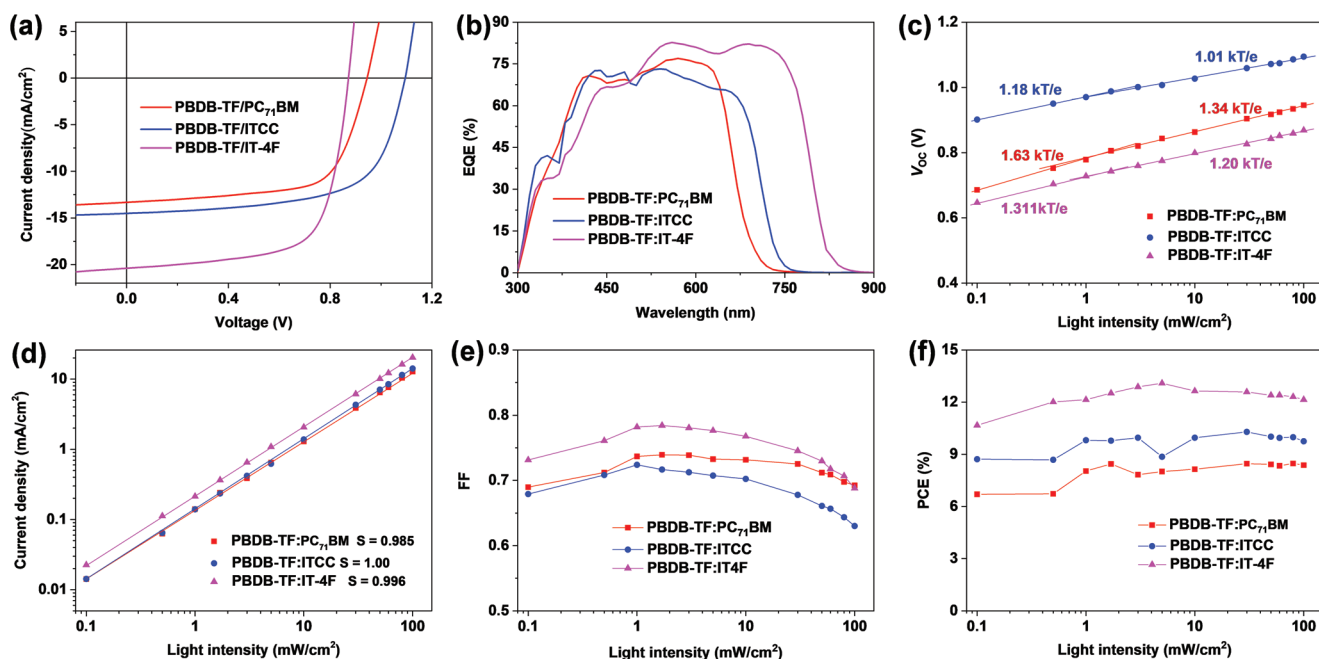 (a)
5
0
-5
-10
-15
-20
Current density(mA/cm²)
PBDB-TF/PC₇₁BM
PBDB-TF/ITCC
PBDB-TF/IT-4F
0.0 0.4 0.8 1.2
Voltage (V)
(b)
90
75
60
45
30
15
0
EQE (%)
PBDB-TF:PC₇₁BM
PBDB-TF:ITCC
PBDB-TF:IT-4F
300 450 600 750 900
Wavelength (nm)
(c)
1.2
1.0
0.8
0.6
0.4
V_OC (V)
1.01 kT/e
1.18 kT/e
1.34 kT/e
1.63 kT/e
1.20 kT/e
1.311kT/e
PBDB-TF:PC₇₁BM
PBDB-TF:ITCC
PBDB-TF:IT-4F
0.1 1 10 100
Light intensity (mW/cm²)
(d)
10
1
0.1
0.01
Current density (mA/cm²)
PBDB-TF:PC₇₁BM S = 0.985
PBDB-TF:ITCC S = 1.00
PBDB-TF:IT-4F S = 0.996
0.1 1 10 100
Light intensity (mW/cm²)
(e)
0.9
0.8
0.7
0.6
0.5
FF
PBDB-TF:PC₇₁BM
PBDB-TF:ITCC
PBDB-TF:IT4F
0.1 1 10 100
Light intensity (mW/cm²)
(f)
15
12
9
6
3
0
PCE (%)
PBDB-TF:PC₇₁BM
PBDB-TF:ITCC
PBDB-TF:IT-4F
0.1 1 10 100
Light intensity (mW/cm²)